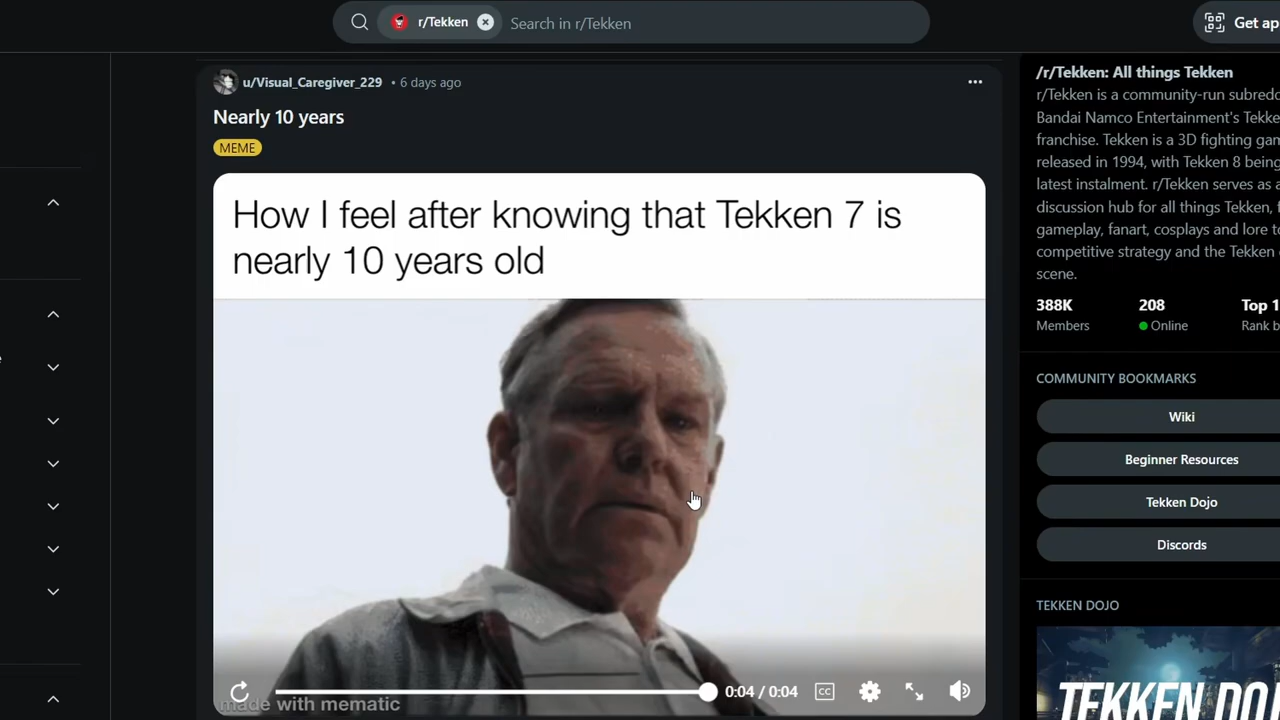 r/Tekken
Search in r/Tekken
Get ap
u/Visual_Caregiver_229 • 6 days ago
Nearly 10 years
MEME
How I feel after knowing that Tekken 7 is
nearly 10 years old
0:04 / 0:04
CC
made with mematic
/r/Tekken: All things Tekken
r/Tekken is a community-run subredd
Bandai Namco Entertainment's Tekke
franchise. Tekken is a 3D fighting gam
released in 1994, with Tekken 8 being
latest instalment. r/Tekken serves as a
discussion hub for all things Tekken, f
gameplay, fanart, cosplays and lore to
competitive strategy and the Tekken e
scene.
388K 208 Top 1
Members Online Rank b
COMMUNITY BOOKMARKS
Wiki
Beginner Resources
Tekken Dojo
Discords
TEKKEN DOJO
TEKKEN DO